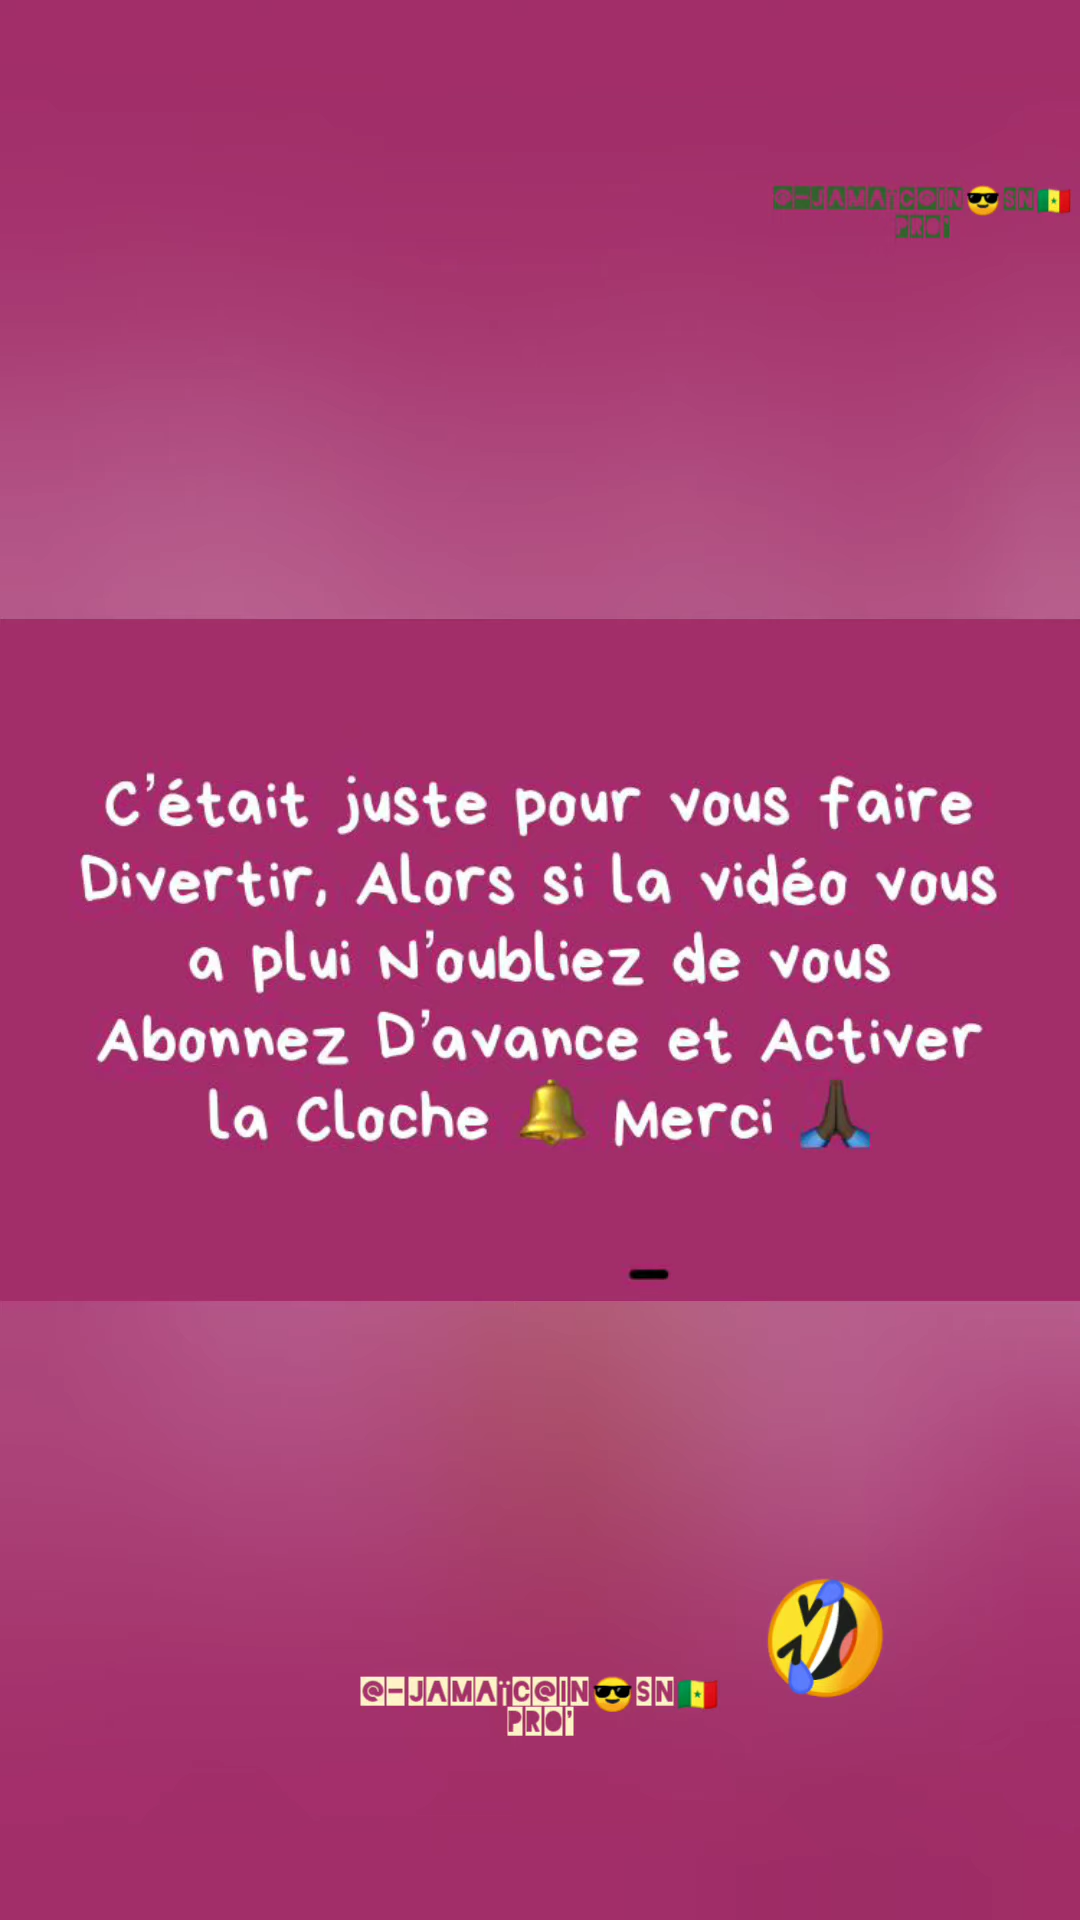 @-JAMAÏC@IN😎SN🇸🇳
PRO'
C'était juste pour vous faire
Divertir, Alors si la vidéo vous
a plui N'oubliez de vous
Abonnez D'avance et Activer
la Cloche 🔔 Merci 🙏🏿
@-JAMAÏC@IN😎SN🇸🇳
PRO'